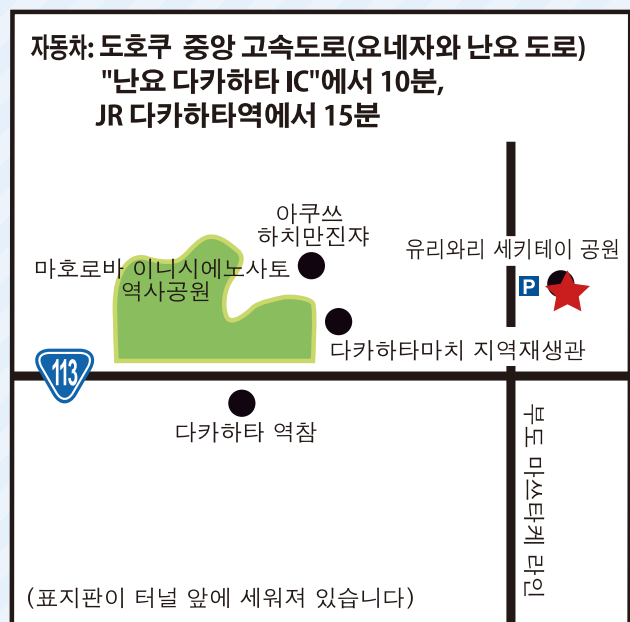 자동차: 도호쿠 중앙 고속도로(요네자와 난요 도로)
"난요 다카하타 IC"에서 10분,
JR 다카하타역에서 15분
아쿠쓰
하치만진쟈
유리와리 세키테이 공원
마호로바 이니시에노사토
역사공원
P
다카하타마치 지역재생관
113
다카하타 역참
부도 마쓰타케 라인
(표지판이 터널 앞에 세워져 있습니다)